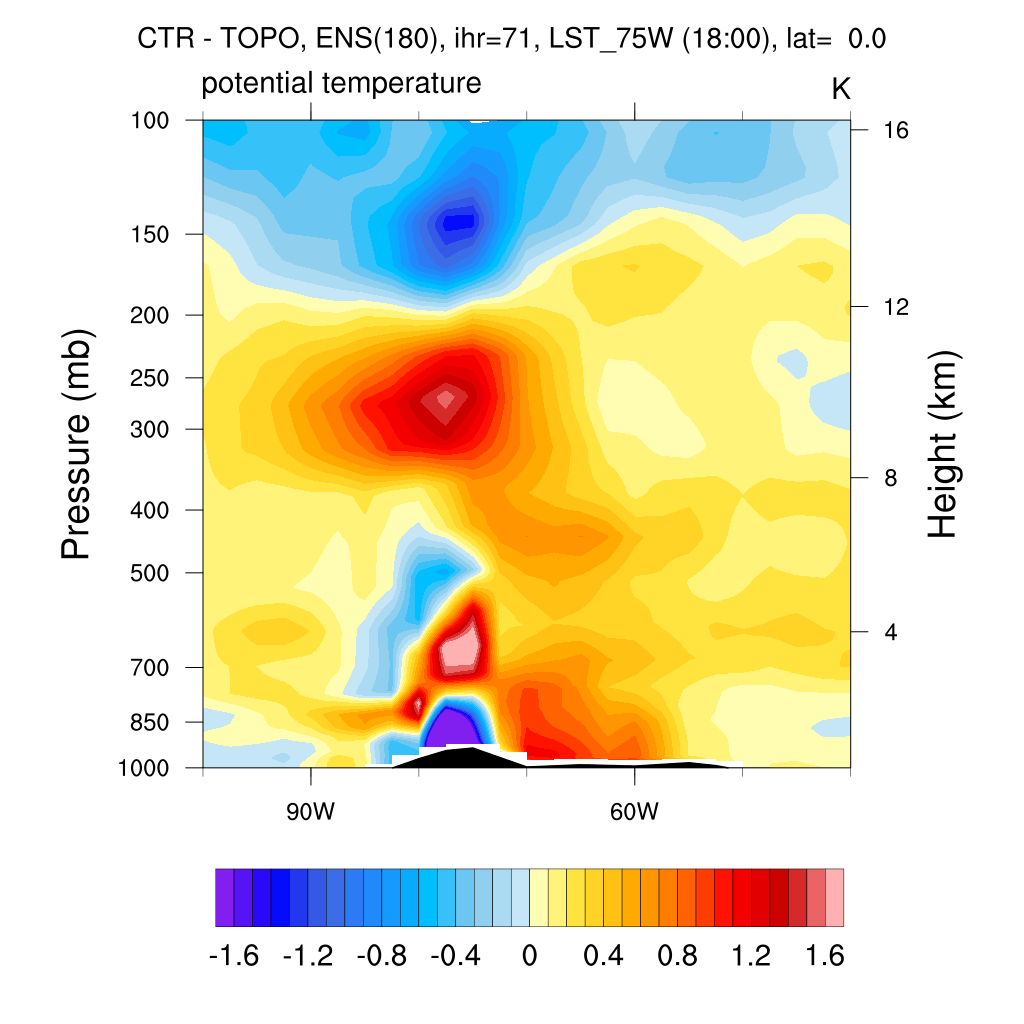 CTR - TOPO, ENS(180), ihr=71, LST_75W (18:00), lat=  0.0
potential temperature K
100
150
200
250
300
400
500
700
850
1000
Pressure (mb)
16
12
8
4
Height (km)
90W 60W
-1.6 -1.2 -0.8 -0.4 0 0.4 0.8 1.2 1.6